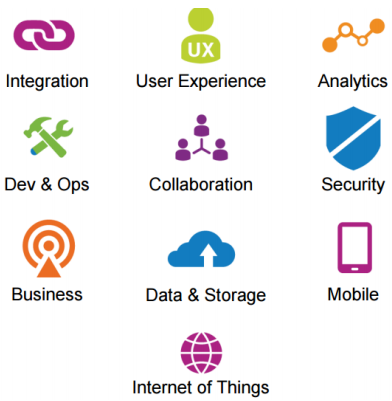 UX
Integration
User Experience
Analytics
Dev & Ops
Collaboration
Security
Business
Data & Storage
Mobile
Internet of Things